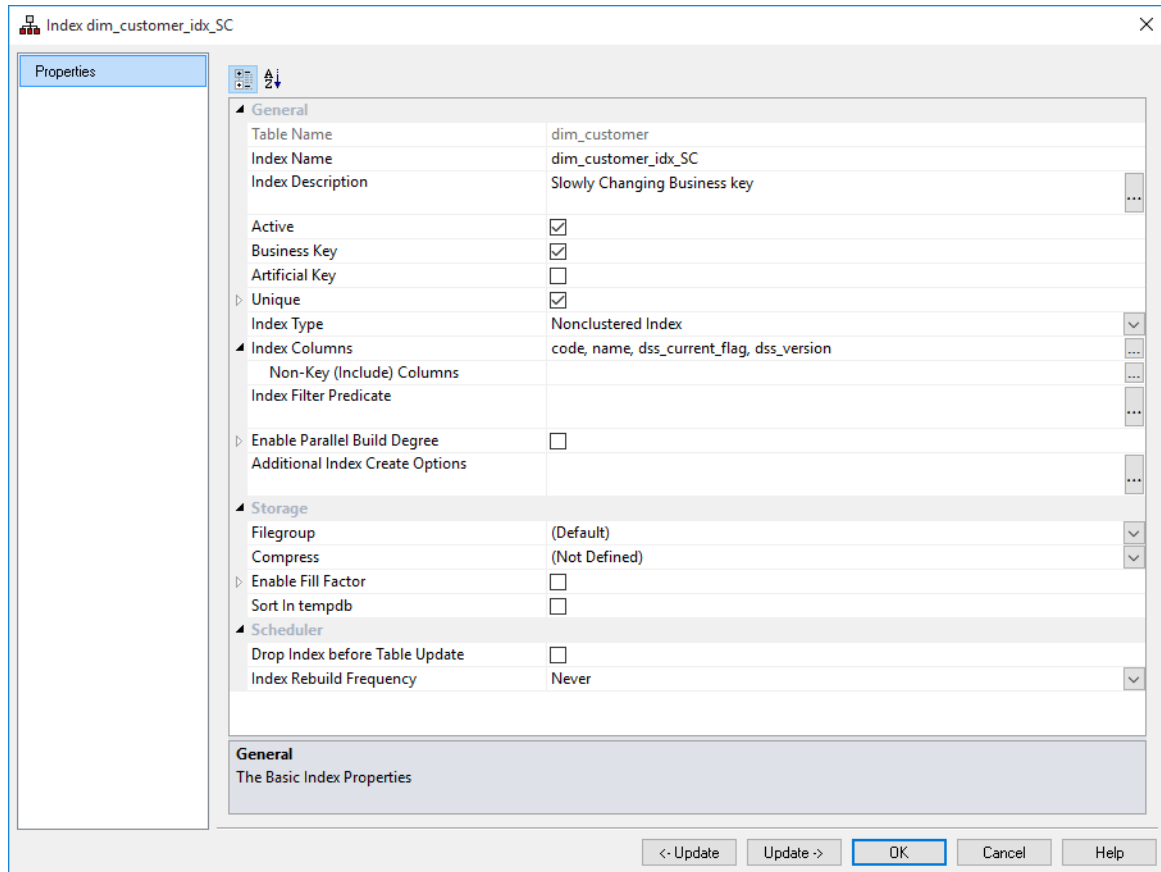 Index dim_customer_idx_SC
Properties
General
Table Name dim_customer
Index Name dim_customer_idx_SC
Index Description Slowly Changing Business key
...
Active
Business Key
Artificial Key
Unique
Index Type Nonclustered Index
Index Columns code, name, dss_current_flag, dss_version ...
Non-Key (Include) Columns ...
Index Filter Predicate
...
Enable Parallel Build Degree
Additional Index Create Options
...
Storage
Filegroup (Default)
Compress (Not Defined)
Enable Fill Factor
Sort In tempdb
Scheduler
Drop Index before Table Update
Index Rebuild Frequency Never
General
The Basic Index Properties
<- Update Update -> OK Cancel Help